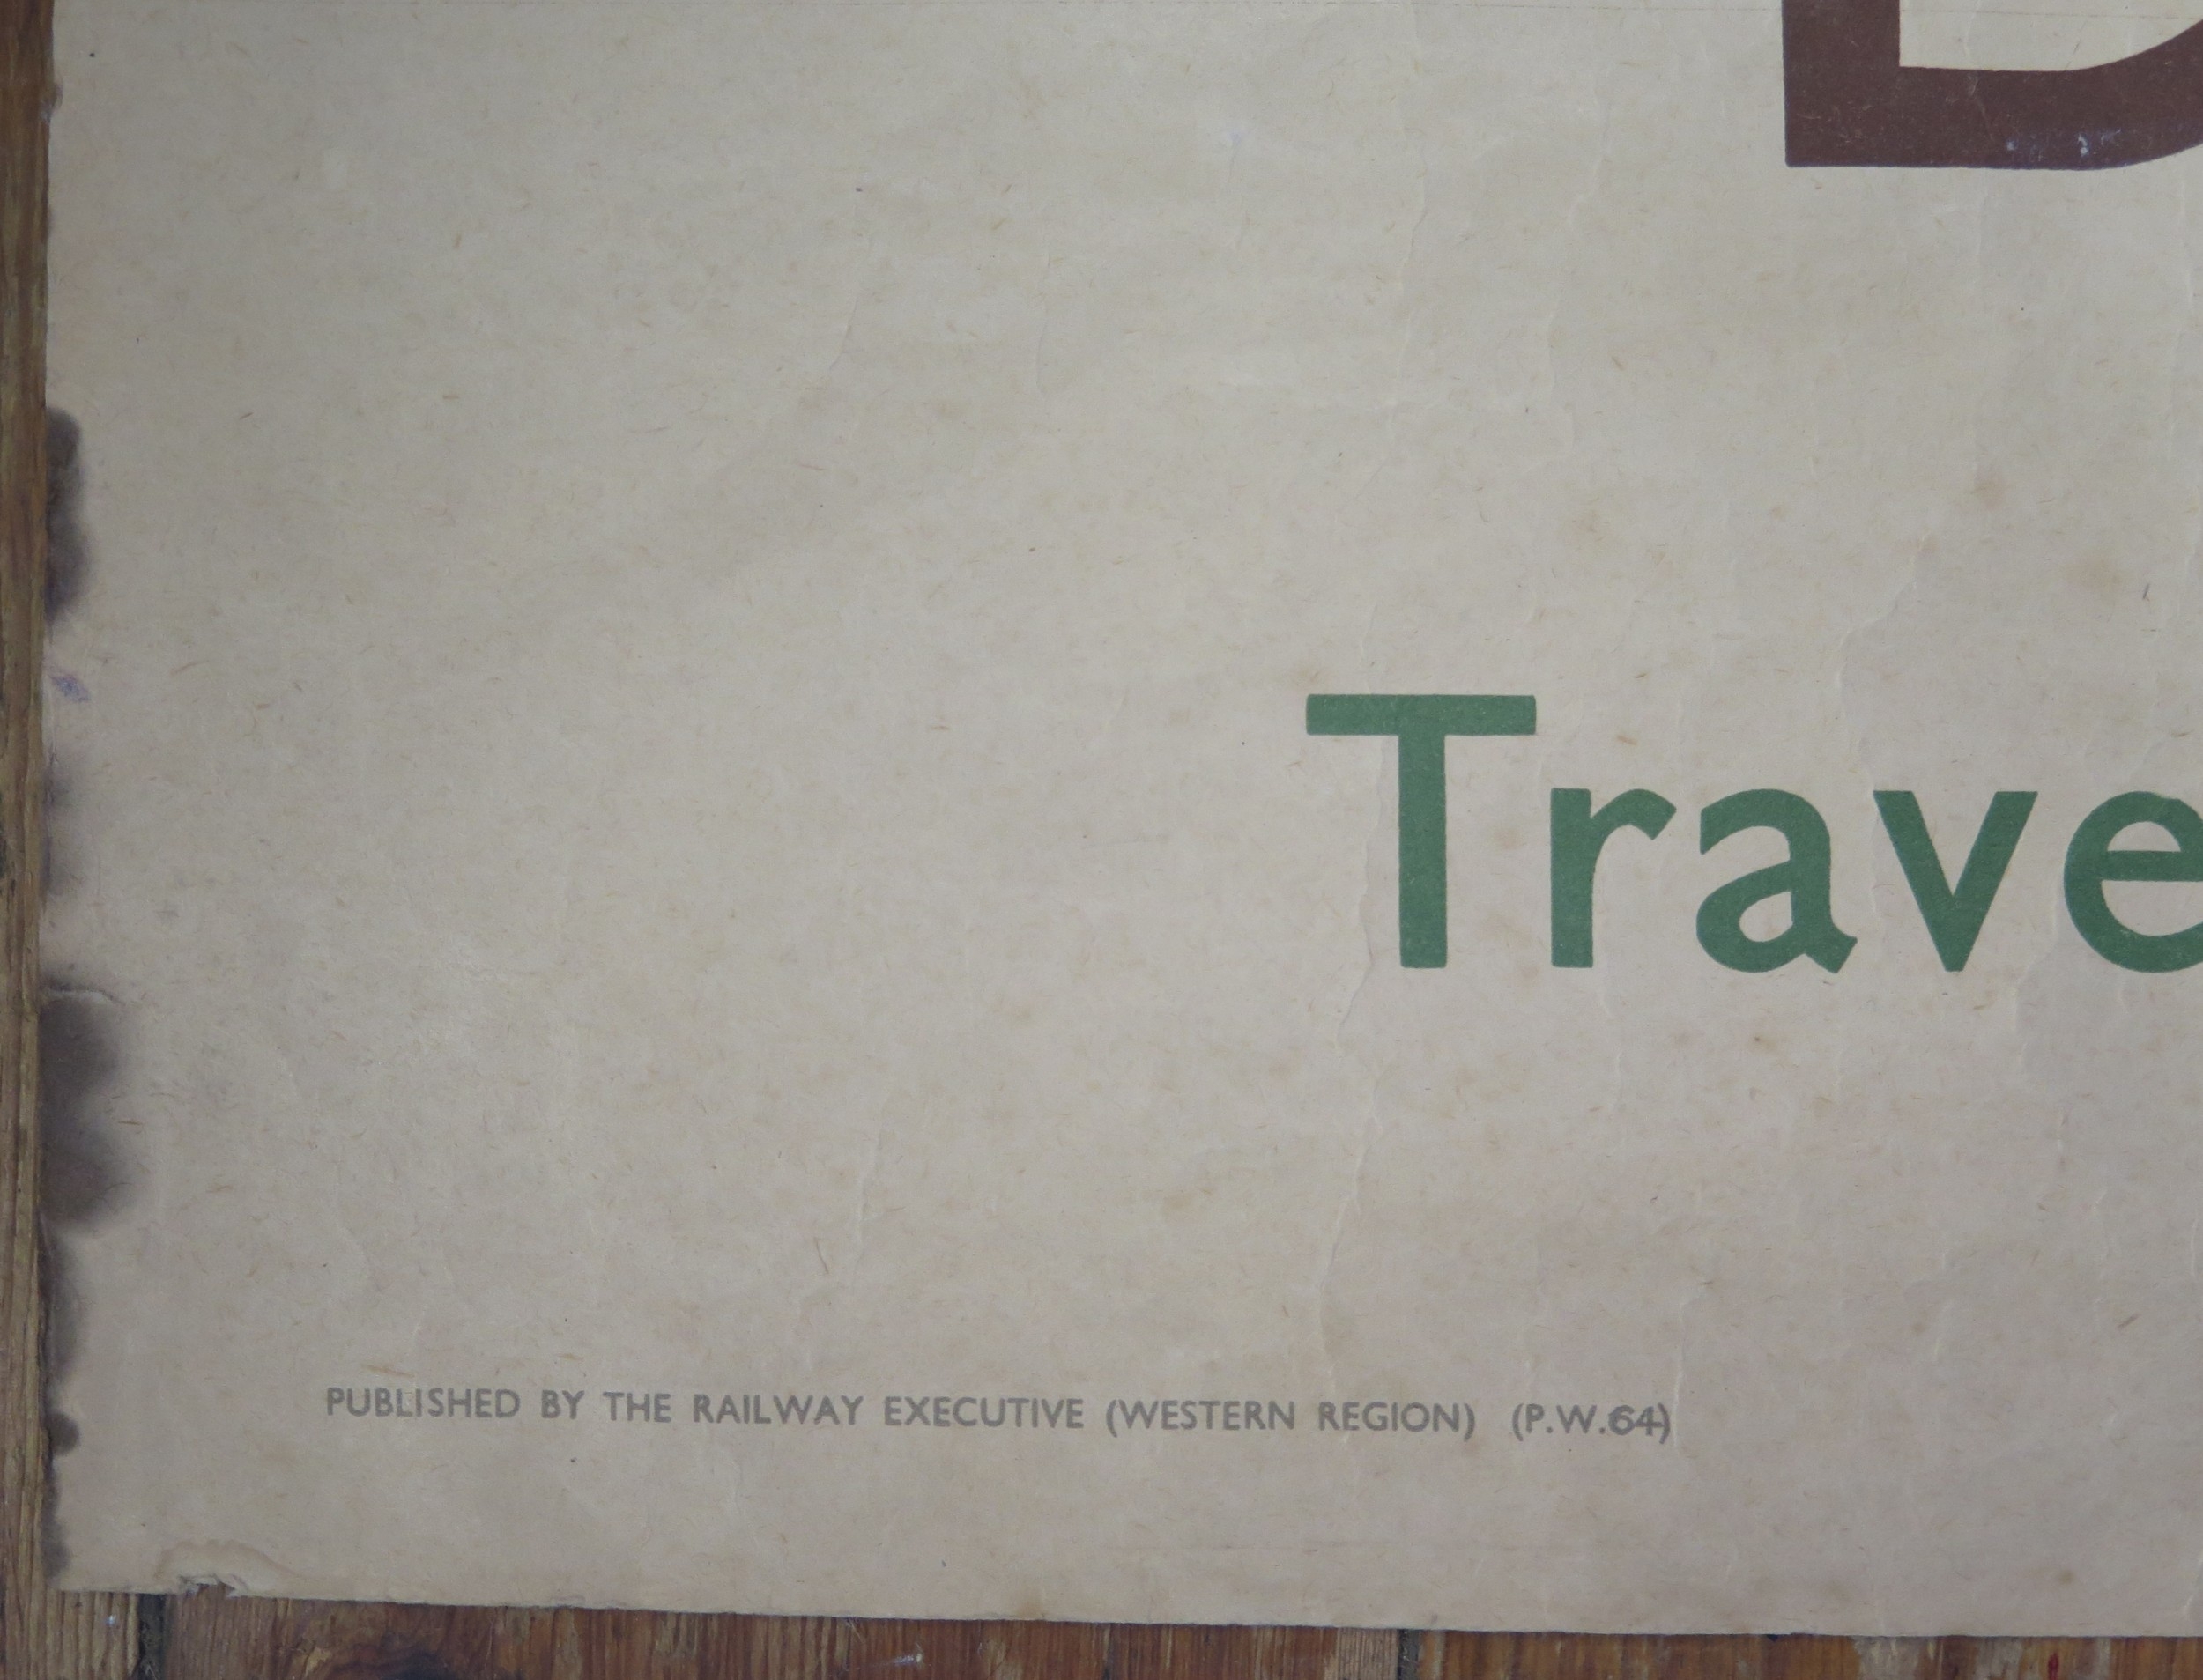 D
Trave
PUBLISHED BY THE RAILWAY EXECUTIVE (WESTERN REGION) (P.W.64)